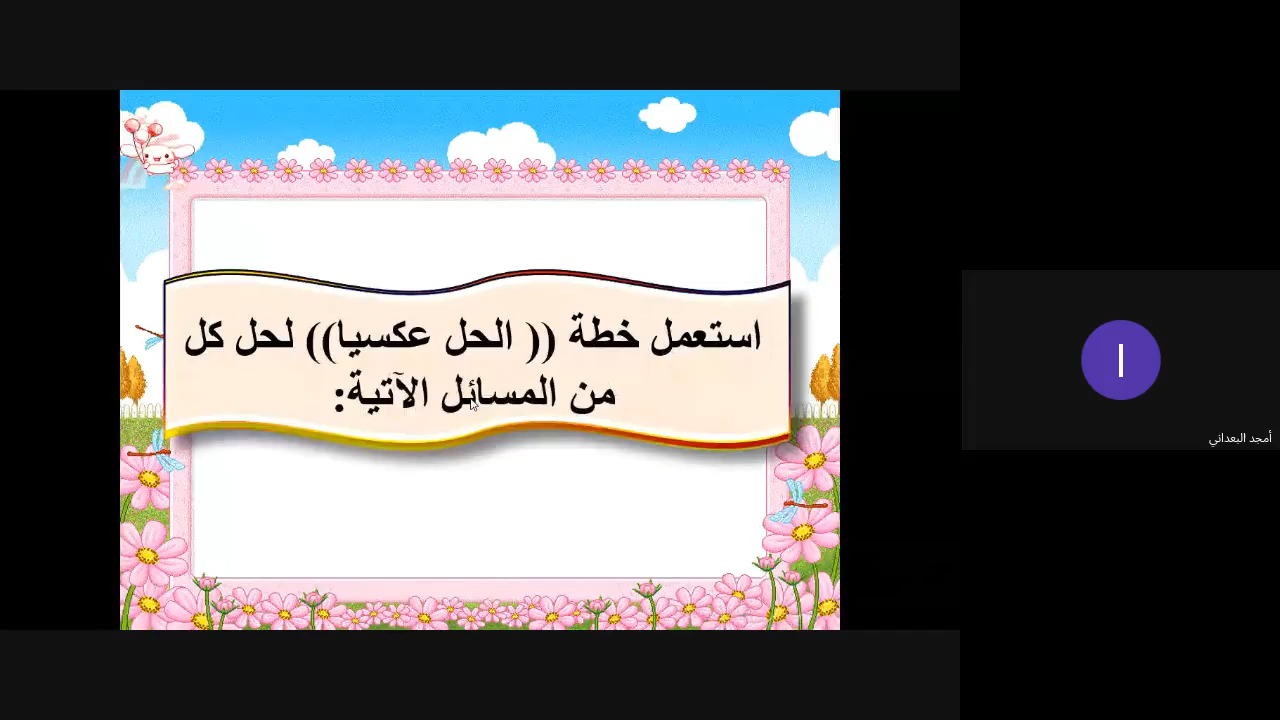 استعمل خطة (( الحل عكسيا)) لحل كل
من المسائل الآتية:
أمجد البعداني
ا